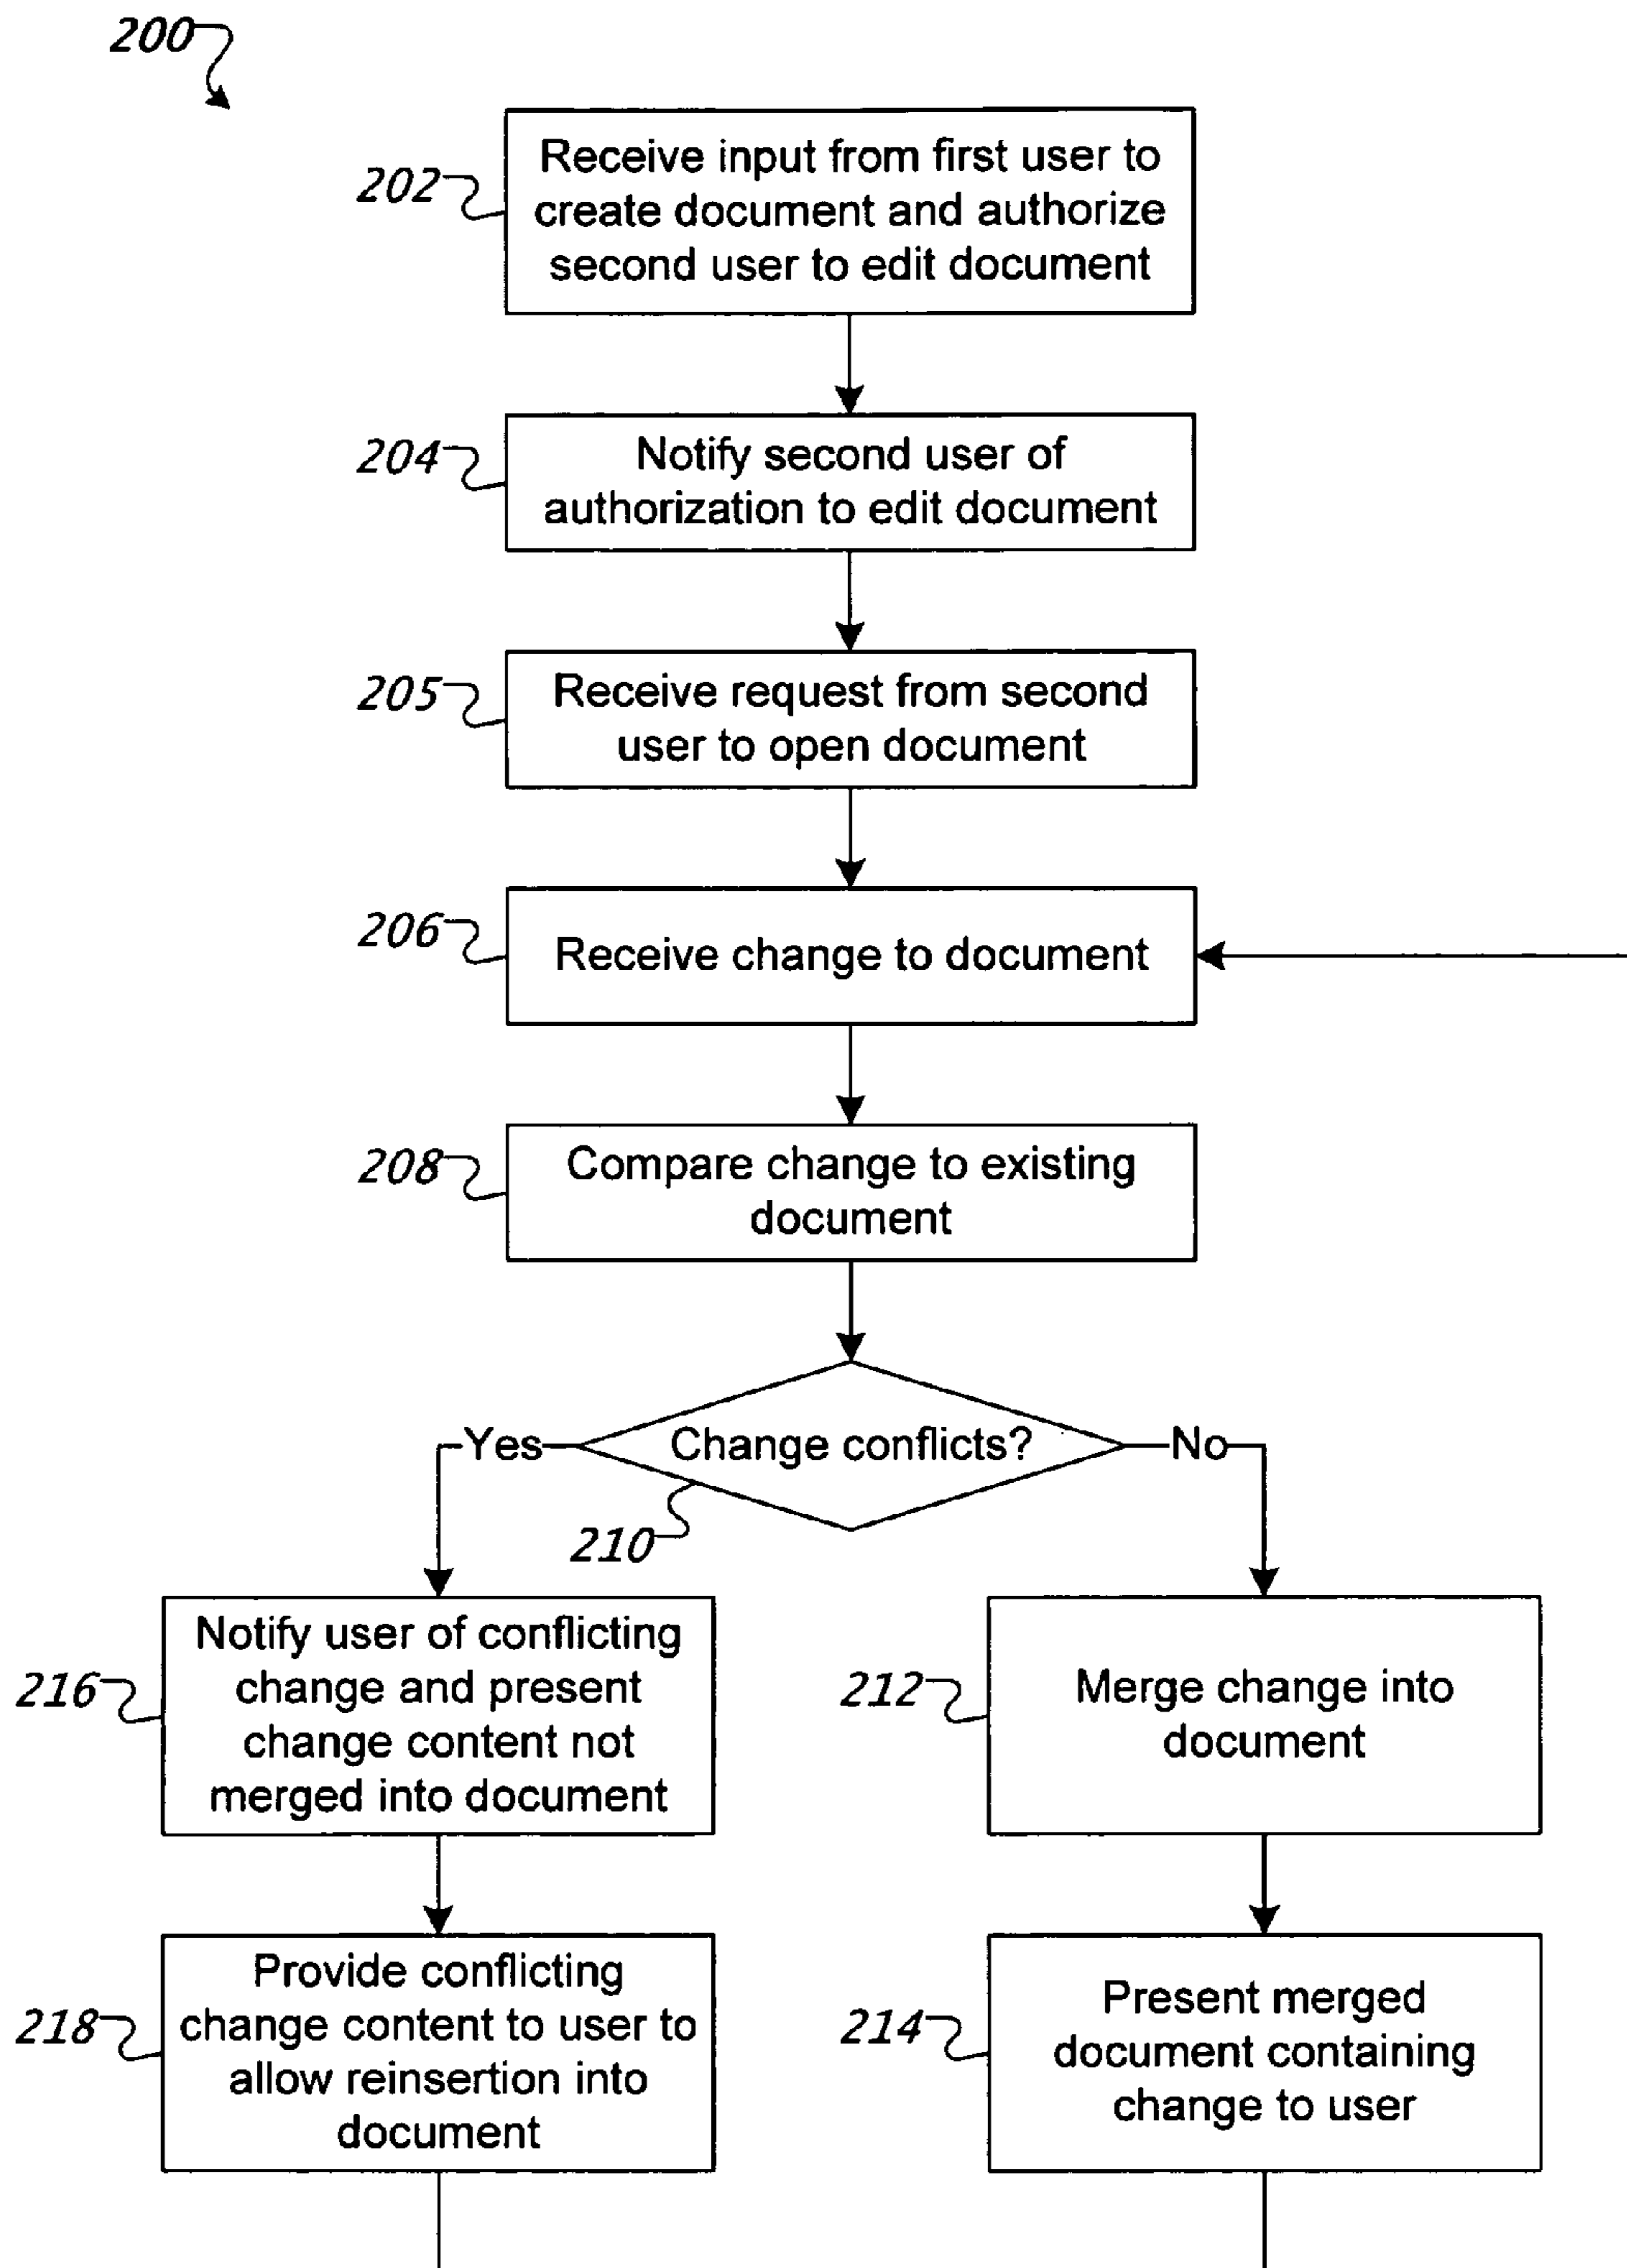 200
202
Receive input from first user to
create document and authorize
second user to edit document
204
Notify second user of
authorization to edit document
205
Receive request from second
user to open document
206
Receive change to document
208
Compare change to existing
document
Yes
Change conflicts?
No
210
216
Notify user of conflicting
change and present
change content not
merged into document
212
Merge change into
document
218
Provide conflicting
change content to user to
allow reinsertion into
document
214
Present merged
document containing
change to user